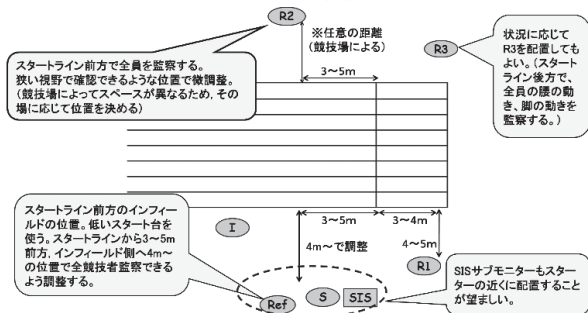 R2
※任意の距離
(競技場による)
3～5m
R3
状況に応じて
R3を配置しても
よい。(スタート
ライン後方で、
全員の腰の動
き、脚の動きを
監察する。)
スタートライン前方で全員を監察する。
狭い視野で確認できるような位置で微調整。
(競技場によってスペースが異なるため、その
場に応じて位置を決める)
スタートライン前方のインフィー
ルドの位置。低いスタート台を
使う。スタートラインから3～5m
前方、インフィールド側へ4m～
の位置で全競技者監察できる
よう調整する。
I
3～5m
3～4m
4m～で調整
4～5m
R1
Ref
S
SIS
SISサブモニターもスタ
ーターの近くに配置すること
が望ましい。